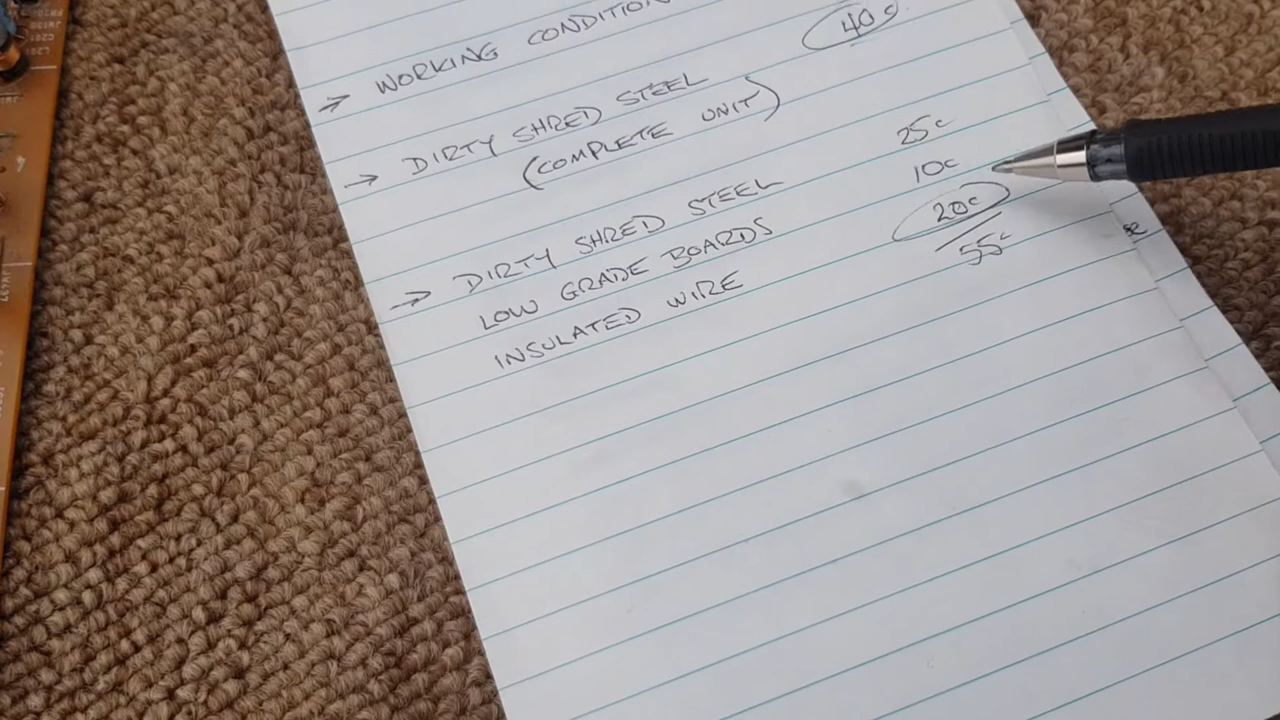 → WORKING CONDITION
→ DIRTY SHRED STEEL 40c
(COMPLETE UNIT)
→ DIRTY SHRED STEEL 25c
LOW GRADE BOARDS 10c
INSULATED WIRE 20c
55c